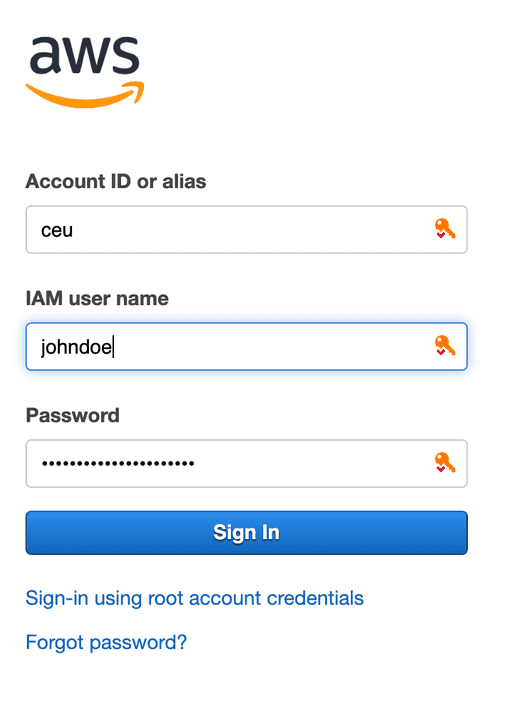 aws
Account ID or alias
ceu
IAM user name
johndoe
Password
••••••••••••••••••••••
Sign In
Sign-in using root account credentials
Forgot password?